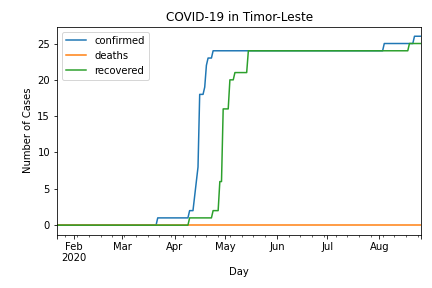 COVID-19 in Timor-Leste
confirmed
deaths
recovered
Number of Cases
25
20
15
10
5
0
Feb Mar Apr May Jun Jul Aug
2020
Day